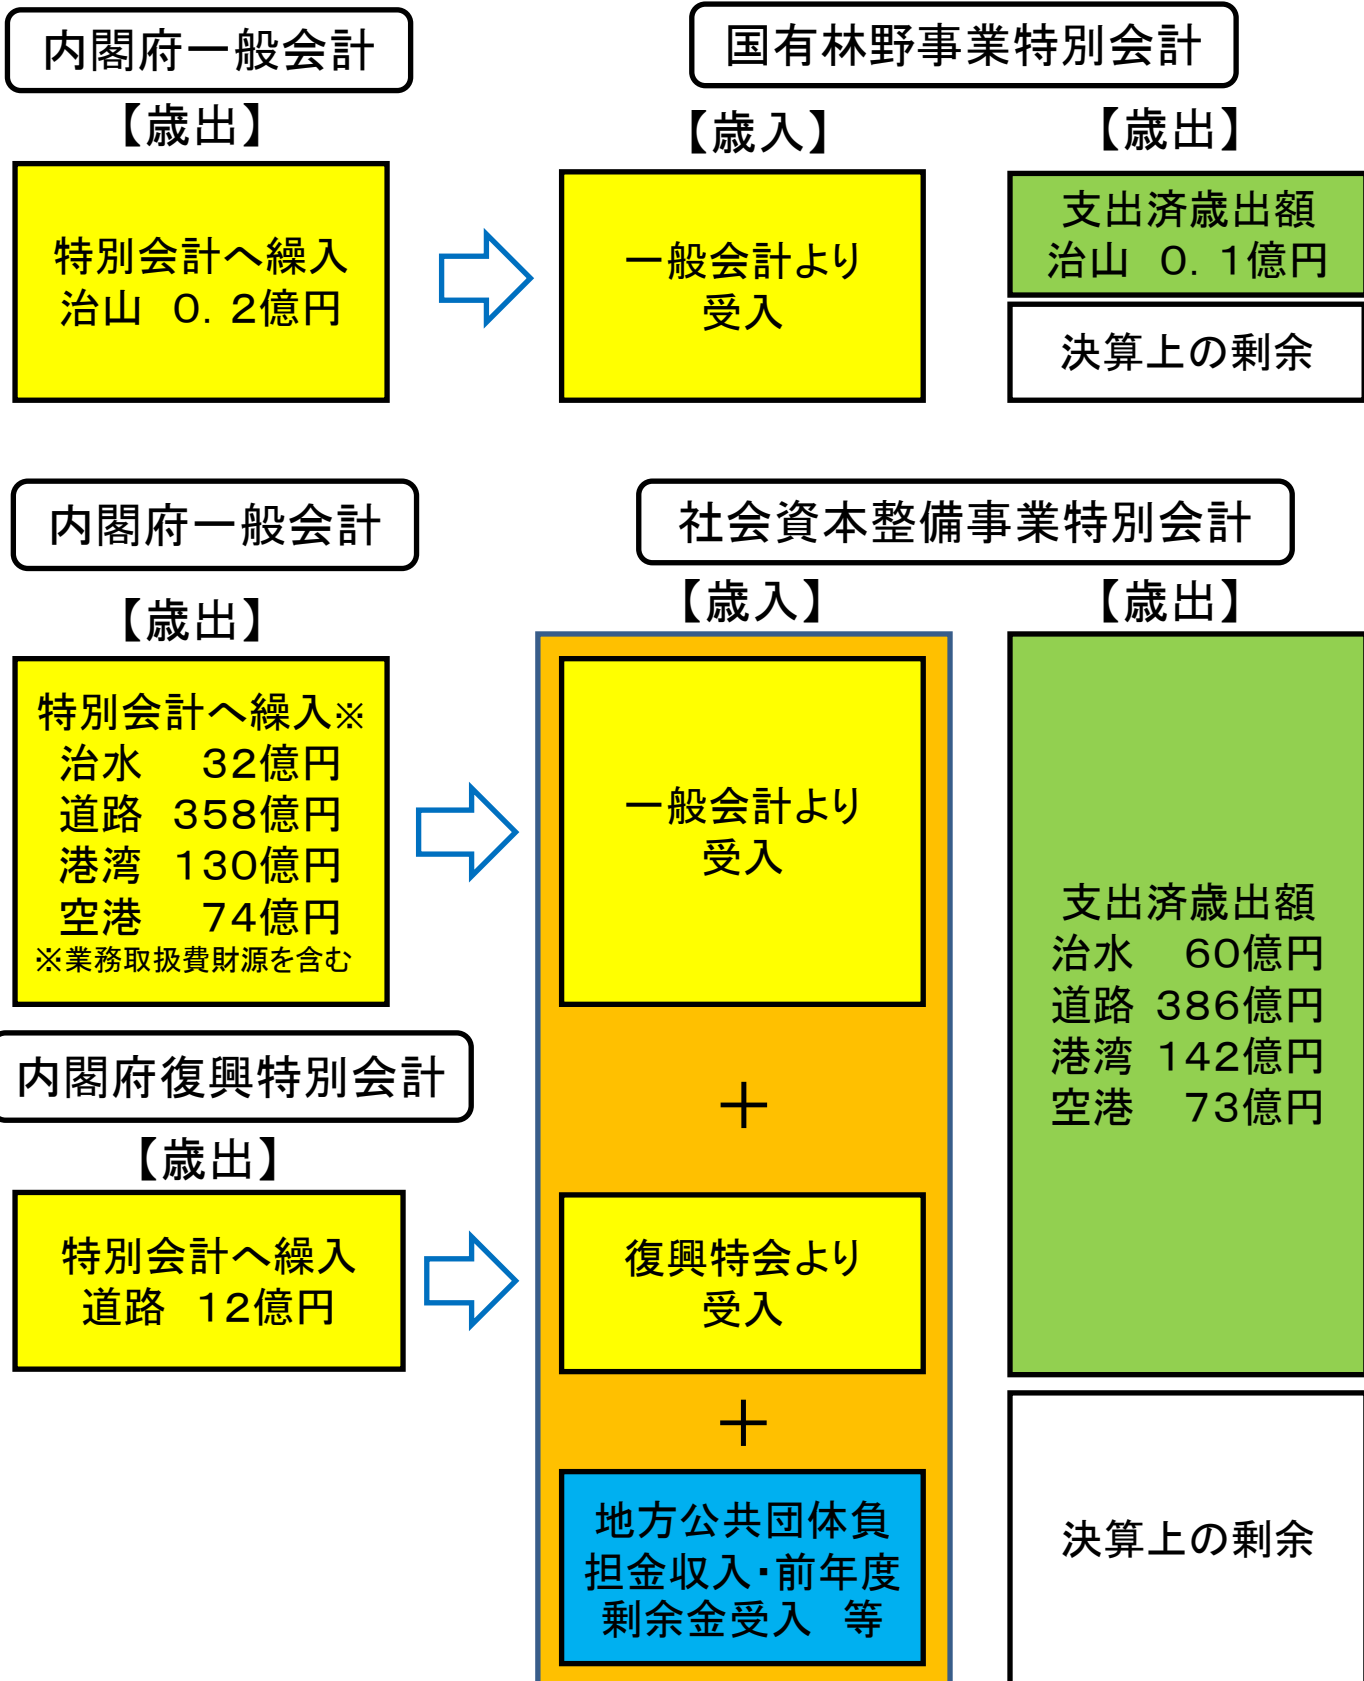 内閣府一般会計
国有林野事業特別会計
【歳出】
【歳入】
【歳出】
特別会計へ繰入
治山　０．２億円
一般会計より
受入
支出済歳出額
治山　０．１億円
決算上の剰余
内閣府一般会計
社会資本整備事業特別会計
【歳出】
【歳入】
【歳出】
特別会計へ繰入※
治水　３２億円
道路　３５８億円
港湾　１３０億円
空港　７４億円
※業務取扱費財源を含む
一般会計より
受入
＋
内閣府復興特別会計
【歳出】
特別会計へ繰入
道路　１２億円
復興特会より
受入
＋
地方公共団体負
担金収入・前年度
剰余金受入　等
支出済歳出額
治水　６０億円
道路　３８６億円
港湾　１４２億円
空港　７３億円
決算上の剰余